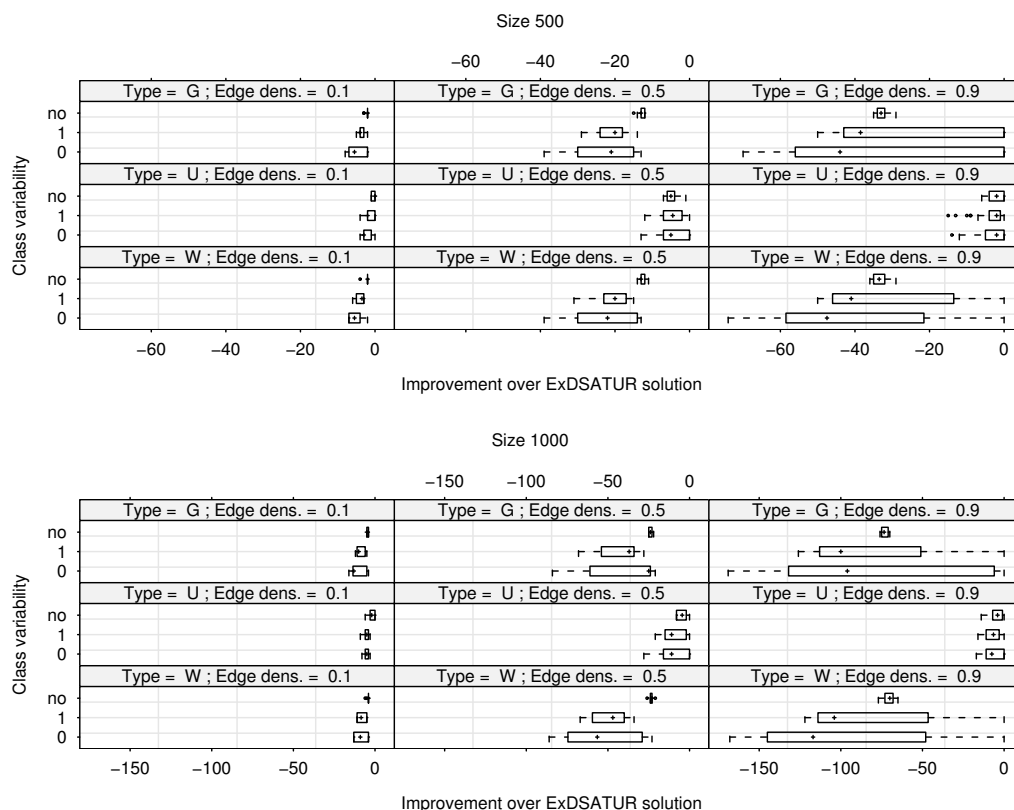 Size 500
−60 −40 −20 0
Type = G ; Edge dens. = 0.1 Type = G ; Edge dens. = 0.5 Type = G ; Edge dens. = 0.9
no
1
0
Type = U ; Edge dens. = 0.1 Type = U ; Edge dens. = 0.5 Type = U ; Edge dens. = 0.9
no
1
0
Type = W ; Edge dens. = 0.1 Type = W ; Edge dens. = 0.5 Type = W ; Edge dens. = 0.9
no
1
0
Class variability
−60 −40 −20 0 −60 −40 −20 0
Improvement over ExDSATUR solution
Size 1000
−150 −100 −50 0
Type = G ; Edge dens. = 0.1 Type = G ; Edge dens. = 0.5 Type = G ; Edge dens. = 0.9
no
1
0
Type = U ; Edge dens. = 0.1 Type = U ; Edge dens. = 0.5 Type = U ; Edge dens. = 0.9
no
1
0
Type = W ; Edge dens. = 0.1 Type = W ; Edge dens. = 0.5 Type = W ; Edge dens. = 0.9
no
1
0
Class variability
−150 −100 −50 0 −150 −100 −50 0
Improvement over ExDSATUR solution